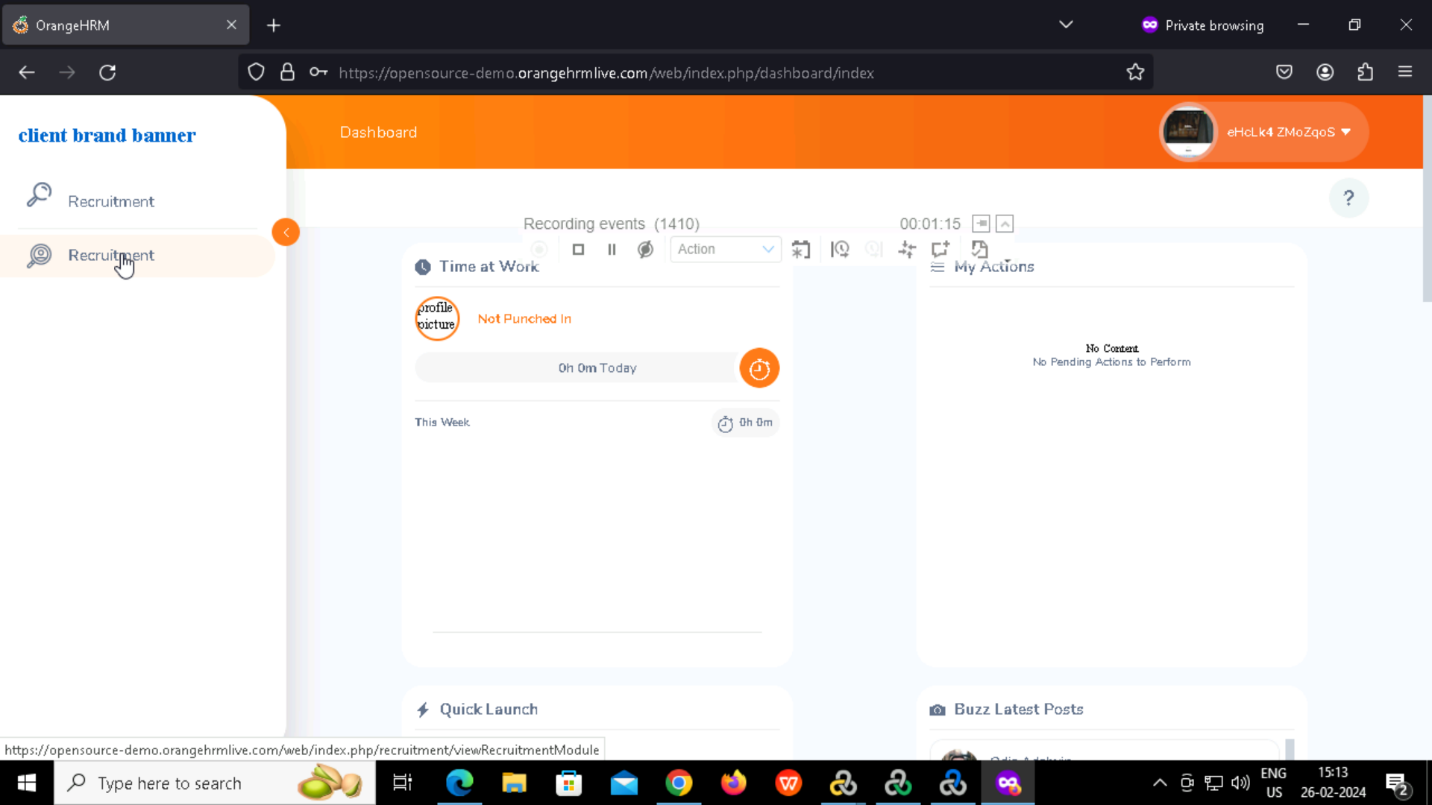 OrangeHRM
Private browsing
https://opensource-demo.orangehrmlive.com/web/index.php/dashboard/index
client brand banner
Dashboard
eHcLk4 ZMoZqoS
Recruitment
?
Recording events (1410)
00:01:15
Recruitment
Action
Time at Work
My Actions
profile
picture
Not Punched In
No Content
No Pending Actions to Perform
0h 0m Today
This Week
0h 0m
Quick Launch
Buzz Latest Posts
https://opensource-demo.orangehrmlive.com/web/index.php/recruitment/viewRecruitmentModule
Type here to search
ENG
US
15:13
26-02-2024
2